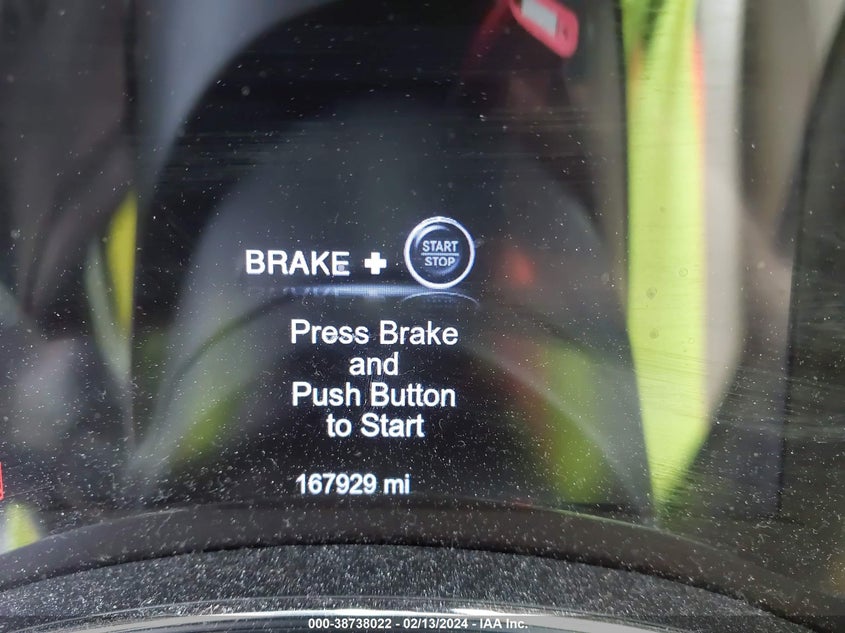 BRAKE + START
STOP
Press Brake
and
Push Button
to Start
167929 mi
000-38738022 - 02/13/2024 - IAA Inc.